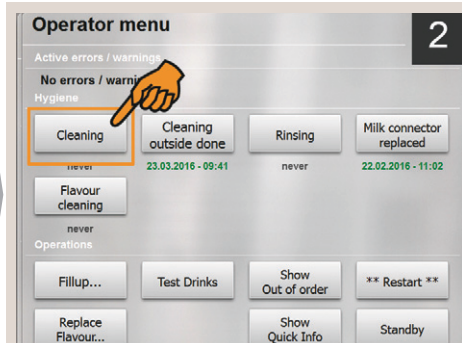 Operator menu
2
Active errors / warnings
No errors / warni
Hygiene
Cleaning
Cleaning
outside done
Rinsing
Milk connector
replaced
never
23.03.2016 - 09:41
never
22.02.2016 - 11:02
Flavour
cleaning
never
Operations
Fillup...
Test Drinks
Show
Out of order
** Restart **
Replace
Flavour...
Show
Quick Info
Standby